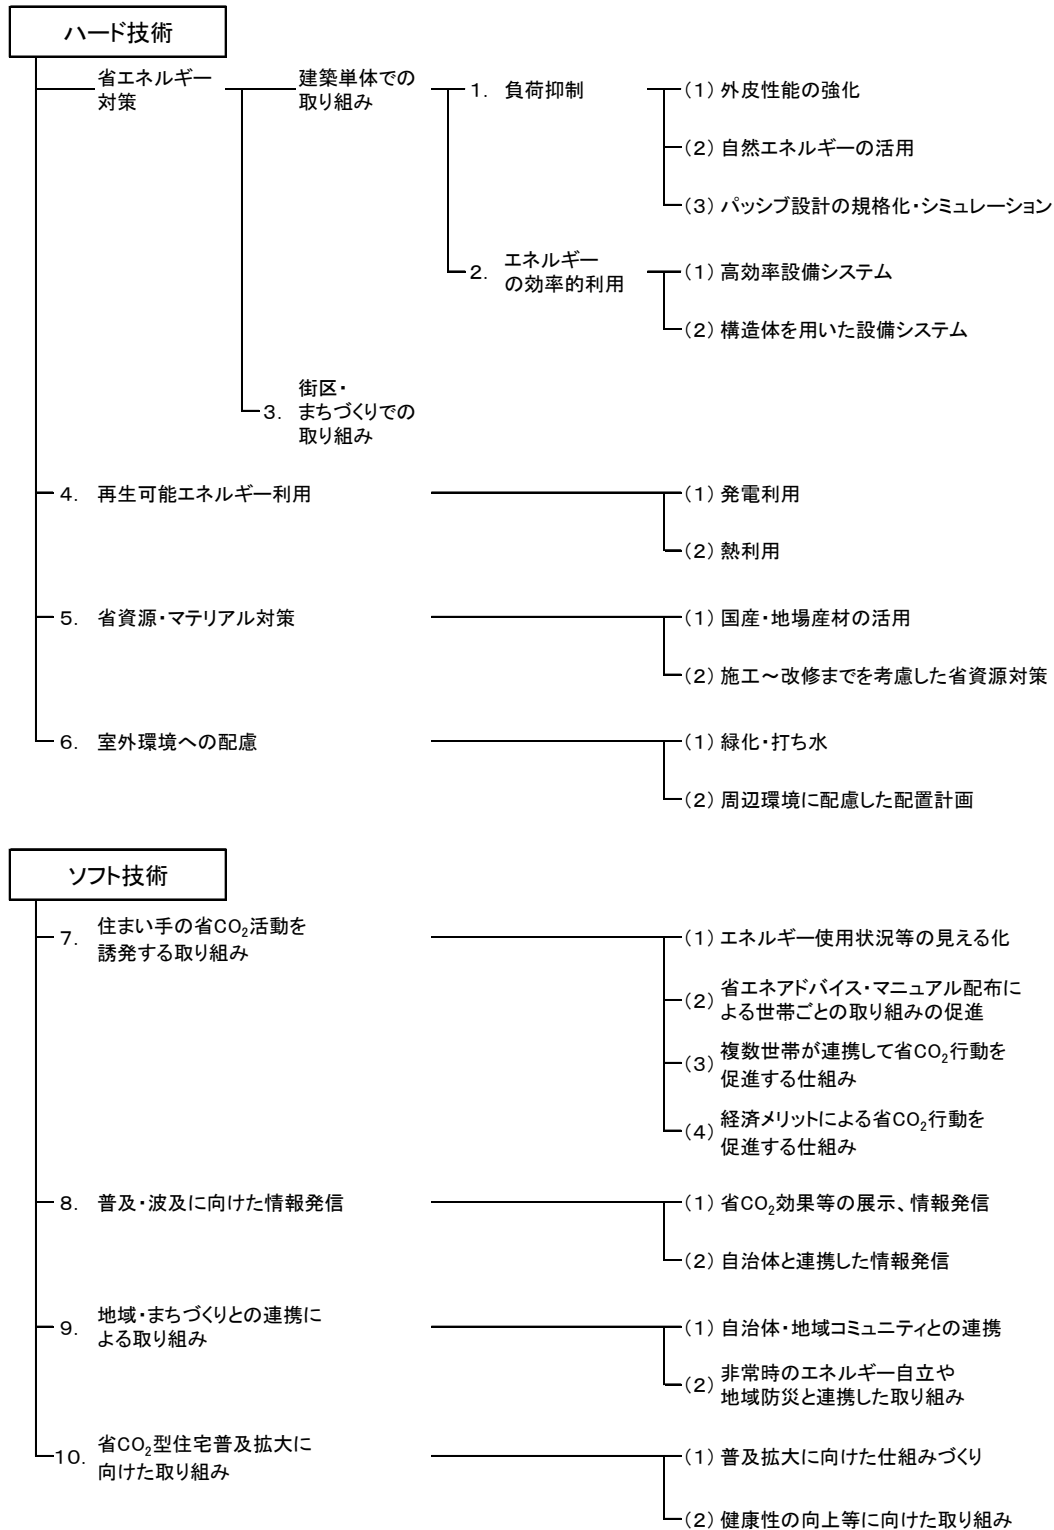 ハード技術
省エネルギー
対策
建築単体での
取り組み
1. 負荷抑制
(1) 外皮性能の強化
(2) 自然エネルギーの活用
(3) パッシブ設計の規格化・シミュレーション
2. エネルギー
の効率的利用
(1) 高効率設備システム
(2) 構造体を用いた設備システム
3. 街区・
まちづくりでの
取り組み
4. 再生可能エネルギー利用
(1) 発電利用
(2) 熱利用
5. 省資源・マテリアル対策
(1) 国産・地場産材の活用
(2) 施工～改修までを考慮した省資源対策
6. 室外環境への配慮
(1) 緑化・打ち水
(2) 周辺環境に配慮した配置計画
ソフト技術
7. 住まい手の省CO₂活動を
誘発する取り組み
(1) エネルギー使用状況等の見える化
(2) 省エネアドバイス・マニュアル配布に
よる世帯ごとの取り組みの促進
(3) 複数世帯が連携して省CO₂行動を
促進する仕組み
(4) 経済メリットによる省CO₂行動を
促進する仕組み
8. 普及・波及に向けた情報発信
(1) 省CO₂効果等の展示、情報発信
(2) 自治体と連携した情報発信
9. 地域・まちづくりとの連携に
よる取り組み
(1) 自治体・地域コミュニティとの連携
(2) 非常時のエネルギー自立や
地域防災と連携した取り組み
10. 省CO₂型住宅普及拡大に
向けた取り組み
(1) 普及拡大に向けた仕組みづくり
(2) 健康性の向上等に向けた取り組み